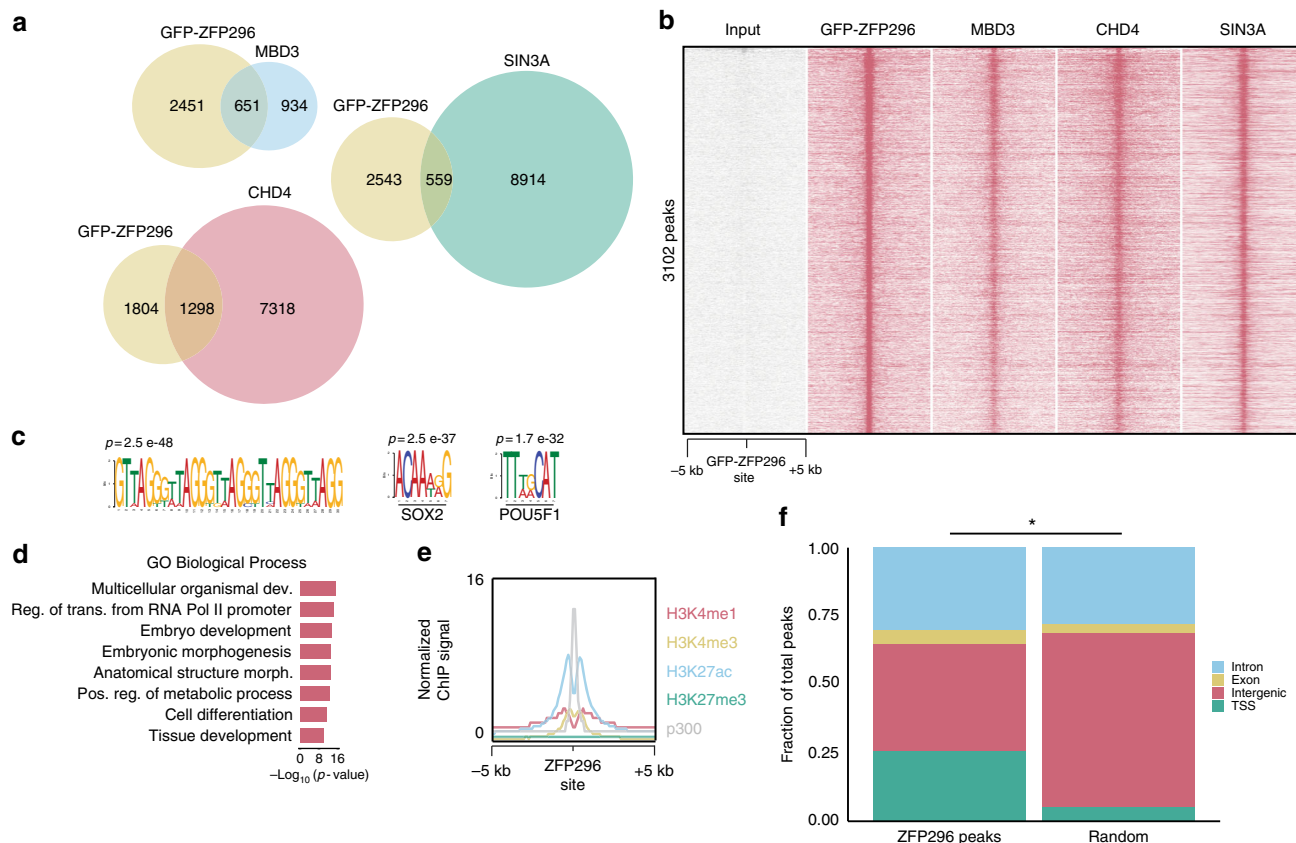 a
GFP-ZFP296
MBD3
2451
651
934
SIN3A
GFP-ZFP296
2543
559
8914
CHD4
GFP-ZFP296
1804
1298
7318
b
Input
GFP-ZFP296
MBD3
CHD4
SIN3A
3102 peaks
–5 kb
GFP-ZFP296
site
+5 kb
c
p = 2.5 e-48
GTTAGGGTTAGGGTTAGGGTTAGGGTTAGG
p = 2.5 e-37
SOX2
p = 1.7 e-32
POU5F1
d
GO Biological Process
Multicellular organismal dev.
Reg. of trans. from RNA Pol II promoter
Embryo development
Embryonic morphogenesis
Anatomical structure morph.
Pos. reg. of metabolic process
Cell differentiation
Tissue development
0 8 16
–Log10 (p - value)
e
16
0
Normalized
ChIP signal
H3K4me1
H3K4me3
H3K27ac
H3K27me3
p300
–5 kb
ZFP296
site
+5 kb
f
*
1.00
0.75
0.50
0.25
0.00
Fraction of total peaks
ZFP296 peaks
Random
Intron
Exon
Intergenic
TSS